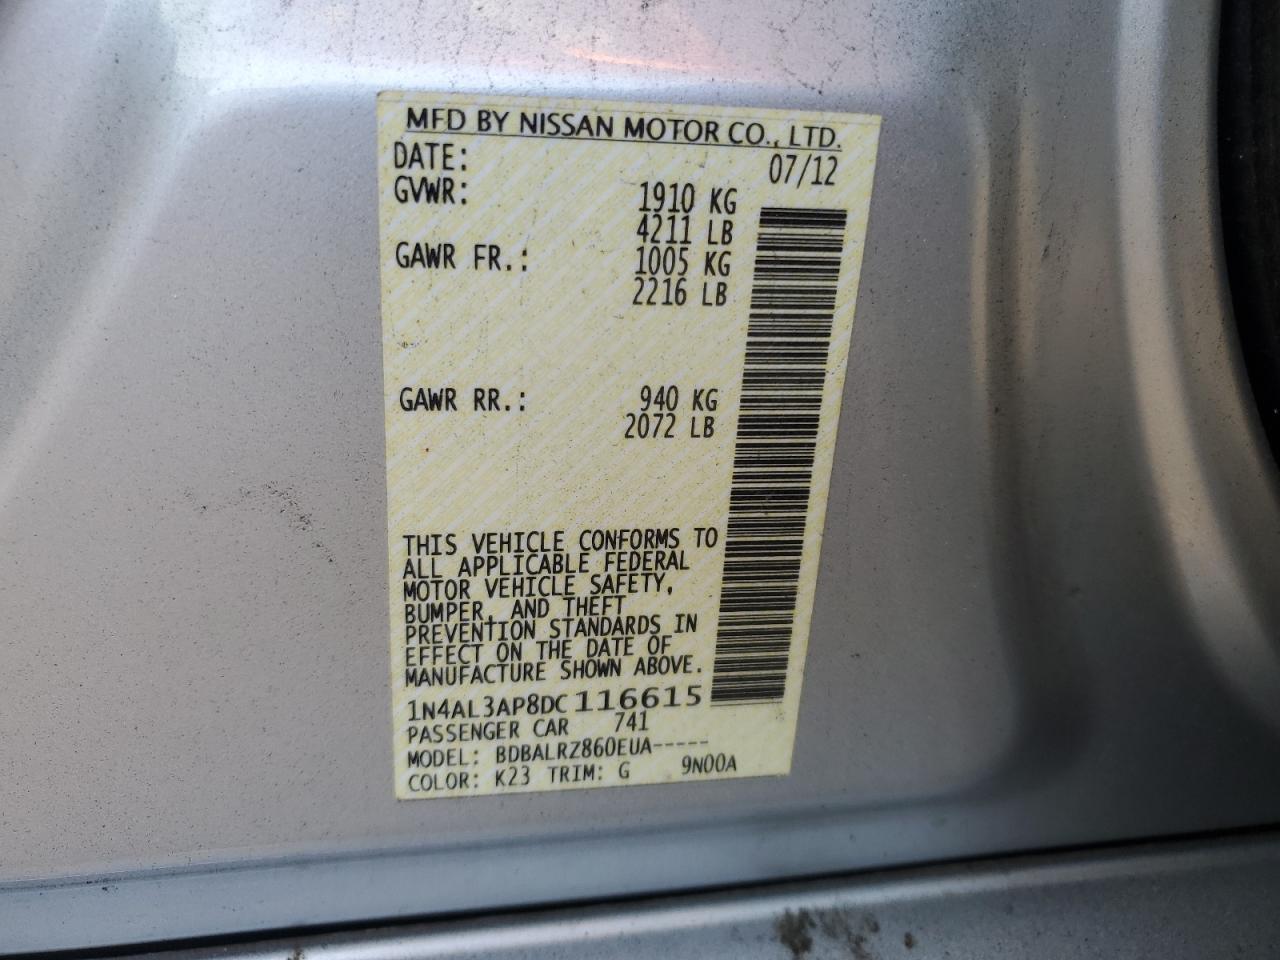 MFD BY NISSAN MOTOR CO., LTD.
DATE: 07/12
GVWR: 1910 KG
4211 LB
GAWR FR.: 1005 KG
2216 LB
GAWR RR.: 940 KG
2072 LB
THIS VEHICLE CONFORMS TO
ALL APPLICABLE FEDERAL
MOTOR VEHICLE SAFETY,
BUMPER, AND THEFT
PREVENTION STANDARDS IN
EFFECT ON THE DATE OF
MANUFACTURE SHOWN ABOVE.
1N4AL3AP8DC116615
PASSENGER CAR 741
MODEL: BDBALRZ860EUA-----
COLOR: K23 TRIM: G 9N00A